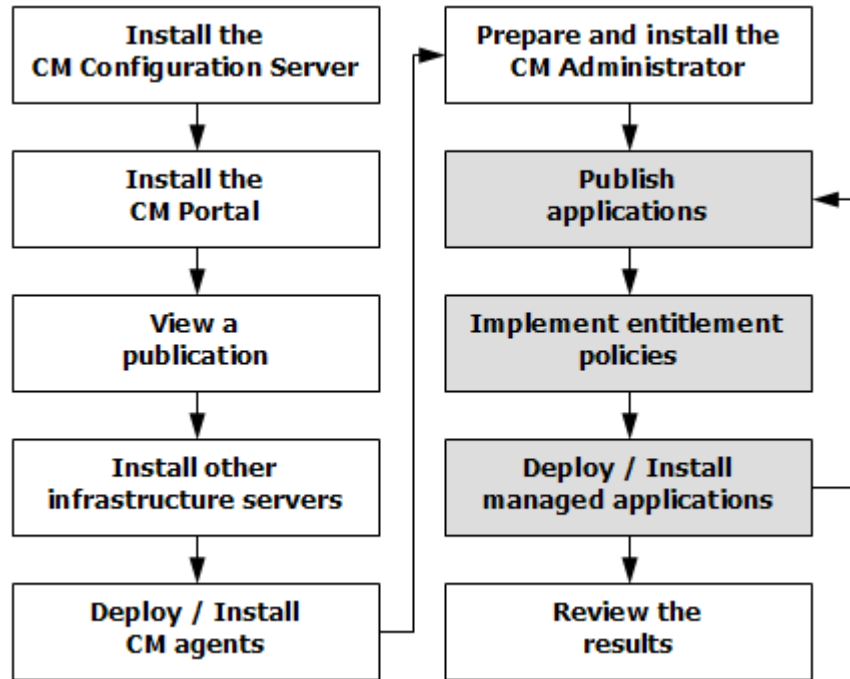 Install the
CM Configuration Server
Install the
CM Portal
View a
publication
Install other
infrastructure servers
Deploy / Install
CM agents
Prepare and install the
CM Administrator
Publish
applications
Implement entitlement
policies
Deploy / Install
managed applications
Review the
results